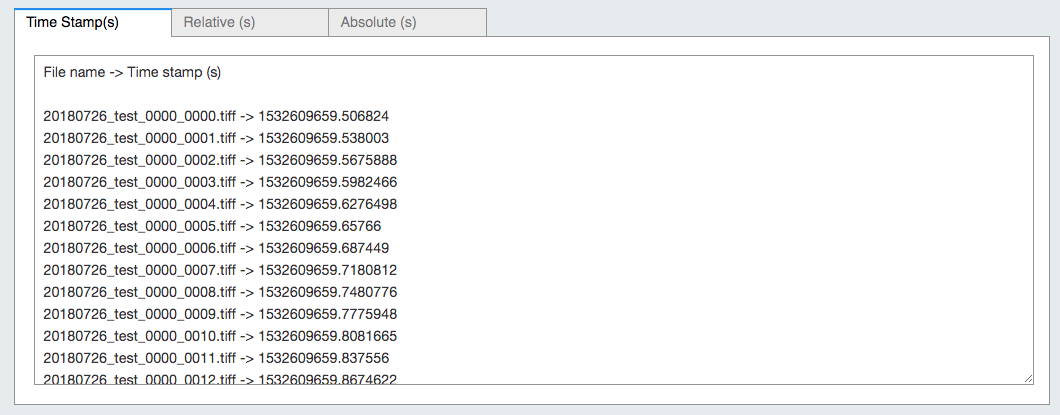 Time Stamp(s) Relative (s) Absolute (s)
File name -> Time stamp (s)
20180726_test_0000_0000.tiff -> 1532609659.506824
20180726_test_0000_0001.tiff -> 1532609659.538003
20180726_test_0000_0002.tiff -> 1532609659.5675888
20180726_test_0000_0003.tiff -> 1532609659.5982466
20180726_test_0000_0004.tiff -> 1532609659.6276498
20180726_test_0000_0005.tiff -> 1532609659.65766
20180726_test_0000_0006.tiff -> 1532609659.687449
20180726_test_0000_0007.tiff -> 1532609659.7180812
20180726_test_0000_0008.tiff -> 1532609659.7480776
20180726_test_0000_0009.tiff -> 1532609659.7775948
20180726_test_0000_0010.tiff -> 1532609659.8081665
20180726_test_0000_0011.tiff -> 1532609659.837556
20180726_test_0000_0012.tiff -> 1532609659.8674622